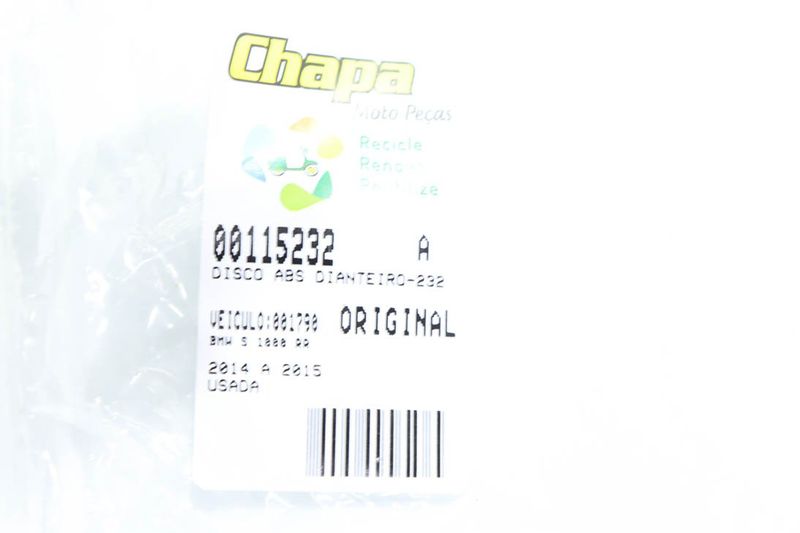 Chapa
Moto Peças
Recicle
00115232 A
DISCO ABS DIANTEIRO-232
VEICULO:001790 ORIGINAL
BMW S 1000 RR
2014 A 2015
USADA